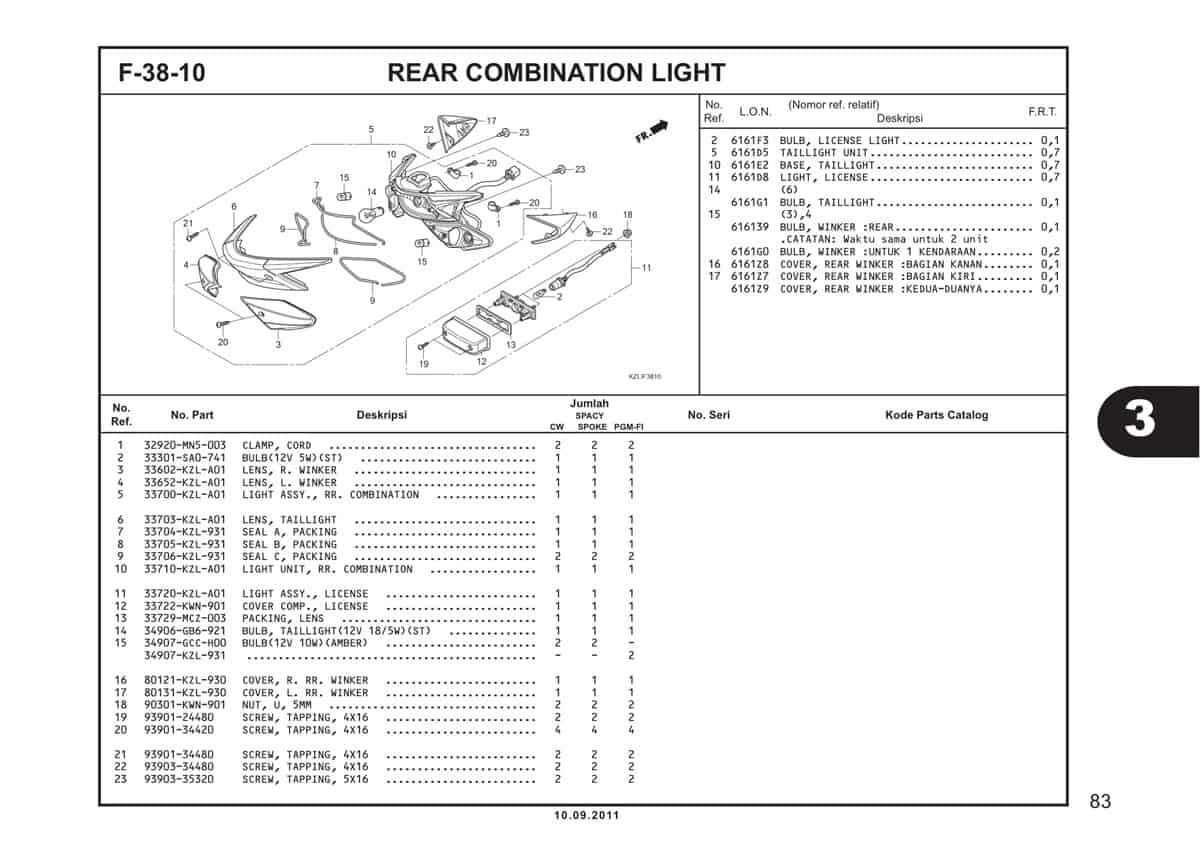 F-38-10 REAR COMBINATION LIGHT
No. Ref. L.O.N. (Nomor ref. relatif) Deskripsi F.R.T.
2 6161F3 BULB, LICENSE LIGHT..................... 0,1
5 6161D5 TAILLIGHT UNIT.......................... 0,7
10 6161E2 BASE, TAILLIGHT......................... 0,7
11 6161D8 LIGHT, LICENSE.......................... 0,7
14 (6)
6161G1 BULB, TAILLIGHT......................... 0,1
15 (3),4
616139 BULB, WINKER :REAR...................... 0,1
.CATATAN: Waktu sama untuk 2 unit
6161G0 BULB, WINKER :UNTUK 1 KENDARAAN......... 0,2
16 6161Z8 COVER, REAR WINKER :BAGIAN KANAN........ 0,1
17 6161Z7 COVER, REAR WINKER :BAGIAN KIRI......... 0,1
6161Z9 COVER, REAR WINKER :KEDUA-DUANYA........ 0,1
FR.
5
22
17
23
10
20
1
23
7
15
14
20
1
6
21
9
8
16
22
18
4
15
9
11
2
20
3
13
12
19
KZLIF3810
No. Ref. No. Part Deskripsi Jumlah No. Seri Kode Parts Catalog
SPACY
CW SPOKE PGM-FI
1 32920-MN5-003 CLAMP, CORD ................................. 2 2 2
2 33301-SA0-741 BULB(12V 5W)(ST) ............................ 1 1 1
3 33602-KZL-A01 LENS, R. WINKER ............................. 1 1 1
4 33652-KZL-A01 LENS, L. WINKER ............................. 1 1 1
5 33700-KZL-A01 LIGHT ASSY., RR. COMBINATION ................ 1 1 1
6 33703-KZL-A01 LENS, TAILLIGHT ............................. 1 1 1
7 33704-KZL-931 SEAL A, PACKING ............................. 1 1 1
8 33705-KZL-931 SEAL B, PACKING ............................. 1 1 1
9 33706-KZL-931 SEAL C, PACKING ............................. 2 2 2
10 33710-KZL-A01 LIGHT UNIT, RR. COMBINATION ................. 1 1 1
11 33720-KZL-A01 LIGHT ASSY., LICENSE ........................ 1 1 1
12 33722-KWN-901 COVER COMP., LICENSE ........................ 1 1 1
13 33729-MCZ-003 PACKING, LENS ............................... 1 1 1
14 34906-GB6-921 BULB, TAILLIGHT(12V 18/5W)(ST) .............. 1 1 1
15 34907-GCC-H00 BULB(12V 10W)(AMBER) ........................ 2 2 -
34907-KZL-931 .............................................. - - 2
16 80121-KZL-930 COVER, R. RR. WINKER ........................ 1 1 1
17 80131-KZL-930 COVER, L. RR. WINKER ........................ 1 1 1
18 90301-KWN-901 NUT, U, 5MM ................................. 2 2 2
19 93901-24480 SCREW, TAPPING, 4X16 ........................ 2 2 2
20 93901-34420 SCREW, TAPPING, 4X16 ........................ 4 4 4
21 93901-34480 SCREW, TAPPING, 4X16 ........................ 2 2 2
22 93903-34480 SCREW, TAPPING, 4X16 ........................ 2 2 2
23 93903-35320 SCREW, TAPPING, 5X16 ........................ 2 2 2
3
83
10.09.2011